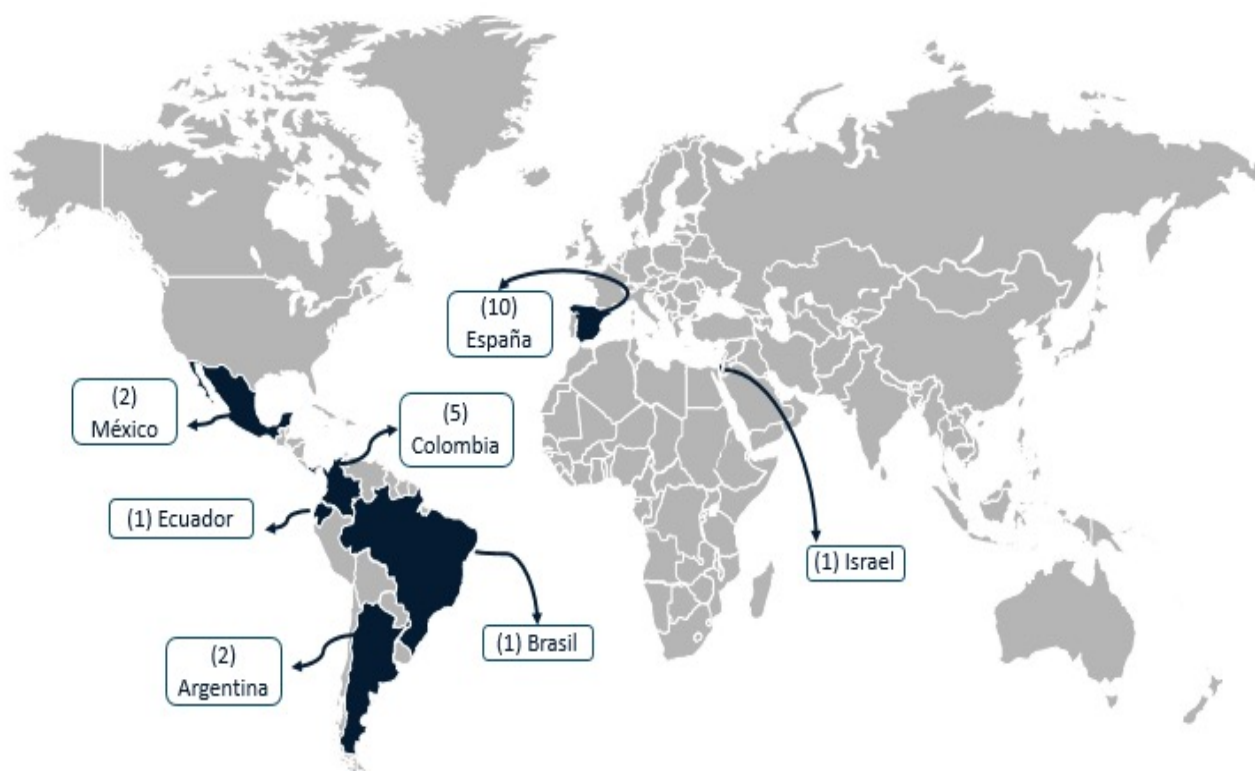 (10)
España
(2)
México
(5)
Colombia
(1) Ecuador
(1) Israel
(1) Brasil
(2)
Argentina